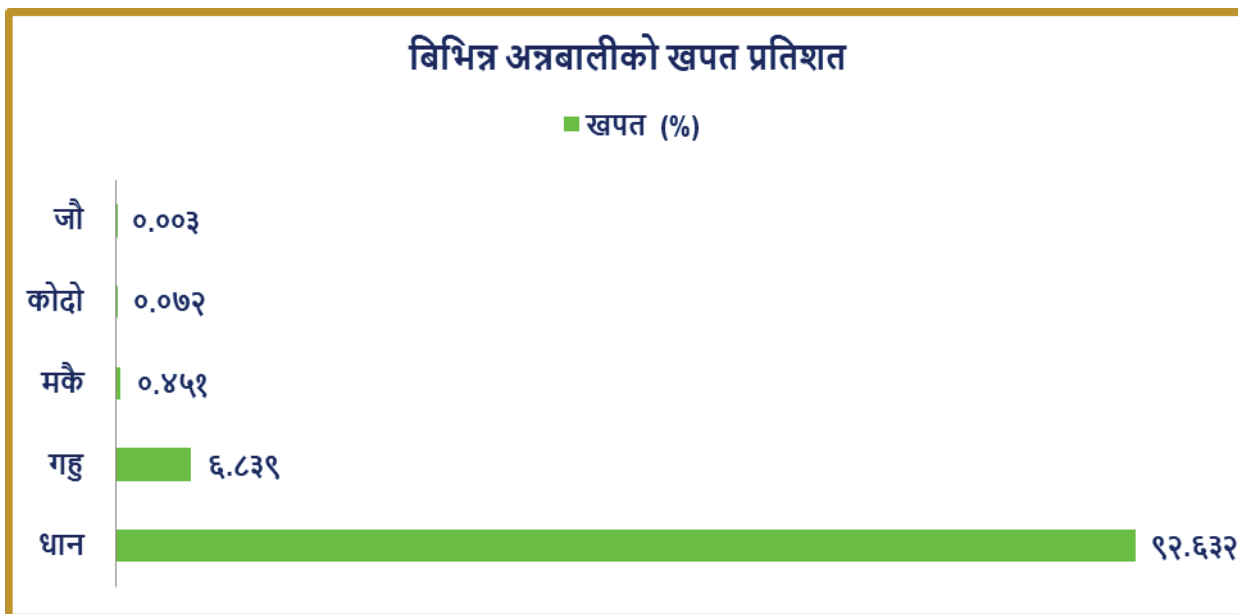 बिभिन्न अन्नबालीको खपत प्रतिशत
खपत (%)
जौ ०.००३
कोदो ०.०७२
मकै ०.४५१
गहु ६.८३९
धान ९२.६३२